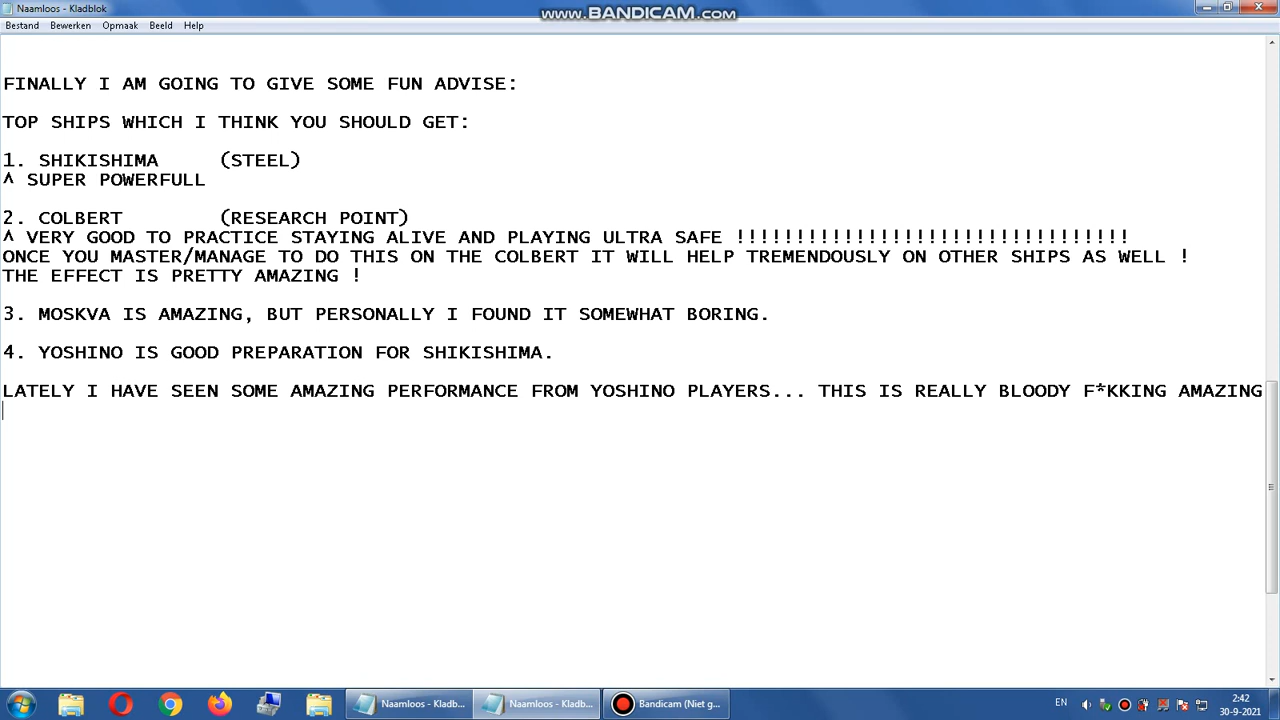 Naamloos - Kladblok
www.BANDICAM.com
Bestand Bewerken Opmaak Beeld Help
FINALLY I AM GOING TO GIVE SOME FUN ADVISE:
TOP SHIPS WHICH I THINK YOU SHOULD GET:
1. SHIKISHIMA (STEEL)
^ SUPER POWERFULL
2. COLBERT (RESEARCH POINT)
^ VERY GOOD TO PRACTICE STAYING ALIVE AND PLAYING ULTRA SAFE !!!!!!!!!!!!!!!!!!!!!!!!!!!!!!!!!
ONCE YOU MASTER/MANAGE TO DO THIS ON THE COLBERT IT WILL HELP TREMENDOUSLY ON OTHER SHIPS AS WELL !
THE EFFECT IS PRETTY AMAZING !
3. MOSKVA IS AMAZING, BUT PERSONALLY I FOUND IT SOMEWHAT BORING.
4. YOSHINO IS GOOD PREPARATION FOR SHIKISHIMA.
LATELY I HAVE SEEN SOME AMAZING PERFORMANCE FROM YOSHINO PLAYERS... THIS IS REALLY BLOODY F*KKING AMAZING
Naamloos - Kladb... Naamloos - Kladb... Bandicam (Niet g... EN 2:42
30-9-2021